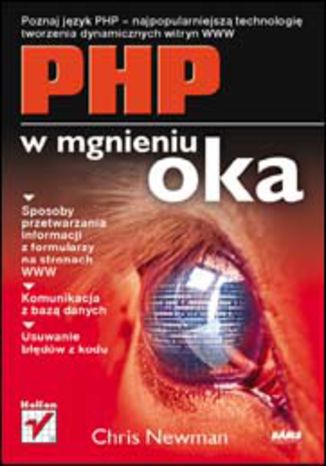 Poznaj język PHP – najpopularniejszą technologię
tworzenia dynamicznych witryn WWW
PHP
w mgnieniu
oka
Sposoby
przetwarzania
informacji
z formularzy
na stronach
WWW
Komunikacja
z bazą danych
Usuwanie
błędów z kodu
Helion
SAMS
Chris Newman